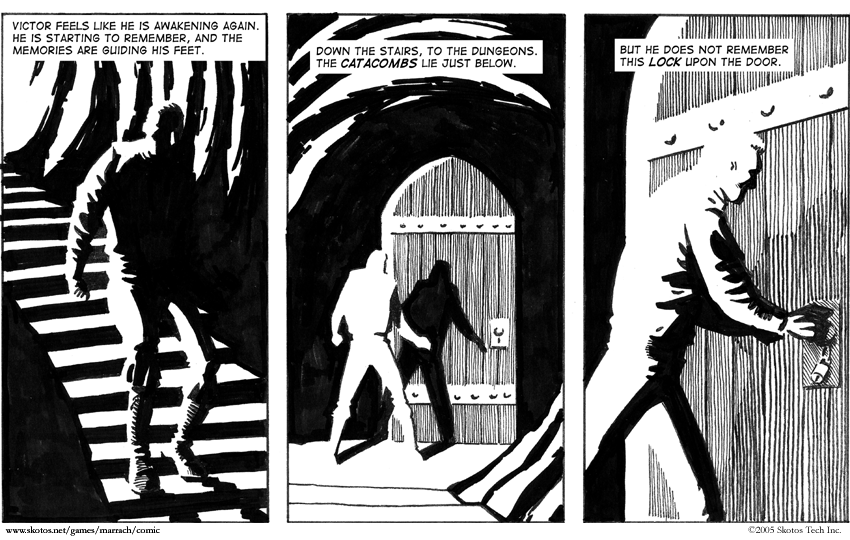 VICTOR FEELS LIKE HE IS AWAKENING AGAIN.
HE IS STARTING TO REMEMBER, AND THE
MEMORIES ARE GUIDING HIS FEET.
DOWN THE STAIRS, TO THE DUNGEONS.
THE CATACOMBS LIE JUST BELOW.
BUT HE DOES NOT REMEMBER
THIS LOCK UPON THE DOOR.
www.skotos.net/games/marrach/comic
©2005 Skotos Tech Inc.